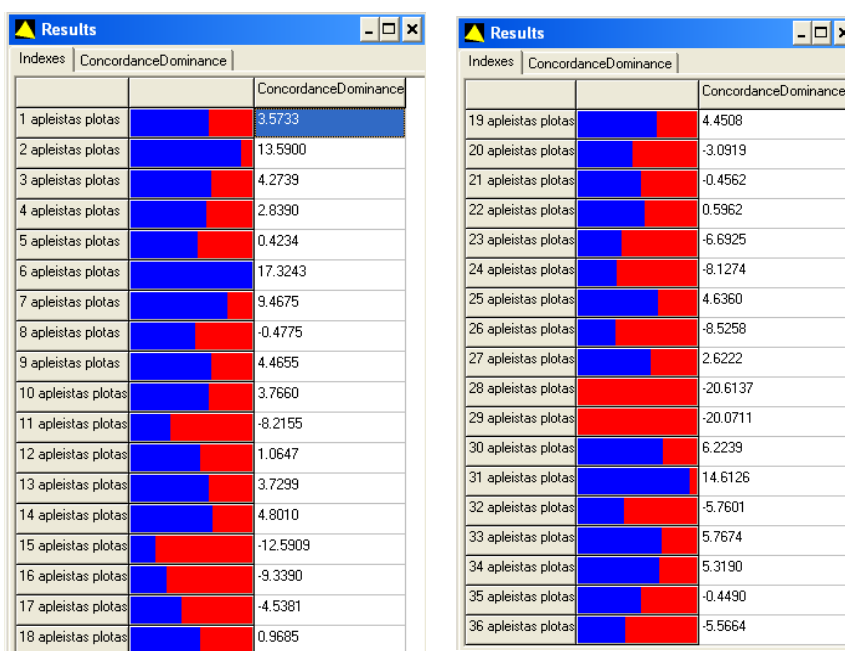 Results
Indexes ConcordanceDominance
ConcordanceDominance
1 apleistas plotas 3.5733
2 apleistas plotas 13.5900
3 apleistas plotas 4.2739
4 apleistas plotas 2.8390
5 apleistas plotas 0.4234
6 apleistas plotas 17.3243
7 apleistas plotas 9.4675
8 apleistas plotas -0.4775
9 apleistas plotas 4.4655
10 apleistas plotas 3.7660
11 apleistas plotas -8.2155
12 apleistas plotas 1.0647
13 apleistas plotas 3.7299
14 apleistas plotas 4.8010
15 apleistas plotas -12.5909
16 apleistas plotas -9.3390
17 apleistas plotas -4.5381
18 apleistas plotas 0.9685
Results
Indexes ConcordanceDominance
ConcordanceDominance
19 apleistas plotas 4.4508
20 apleistas plotas -3.0919
21 apleistas plotas -0.4562
22 apleistas plotas 0.5962
23 apleistas plotas -6.6925
24 apleistas plotas -8.1274
25 apleistas plotas 4.6360
26 apleistas plotas -8.5258
27 apleistas plotas 2.6222
28 apleistas plotas -20.6137
29 apleistas plotas -20.0711
30 apleistas plotas 6.2239
31 apleistas plotas 14.6126
32 apleistas plotas -5.7601
33 apleistas plotas 5.7674
34 apleistas plotas 5.3190
35 apleistas plotas -0.4490
36 apleistas plotas -5.5664